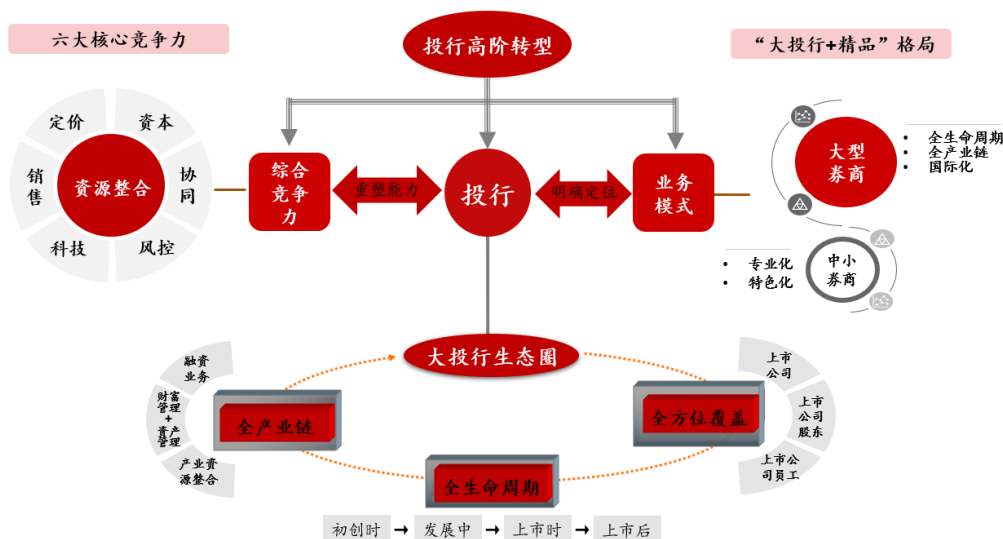 六大核心竞争力
投行高阶转型
“大投行+精品”格局
定价
资本
销售
协同
科技
风控
资源整合
综合
竞争
力
重塑能力
投行
明确定位
业务
模式
大型
券商
• 全生命周期
• 全产业链
• 国际化
中小
券商
• 专业化
• 特色化
大投行生态圈
融资
业务
财富
管理
+
资产
管理
产业资
源整合
全产业链
全方位覆盖
上市
公司
上市
公司
股东
上市公
司员工
全生命周期
初创时
发展中
上市时
上市后